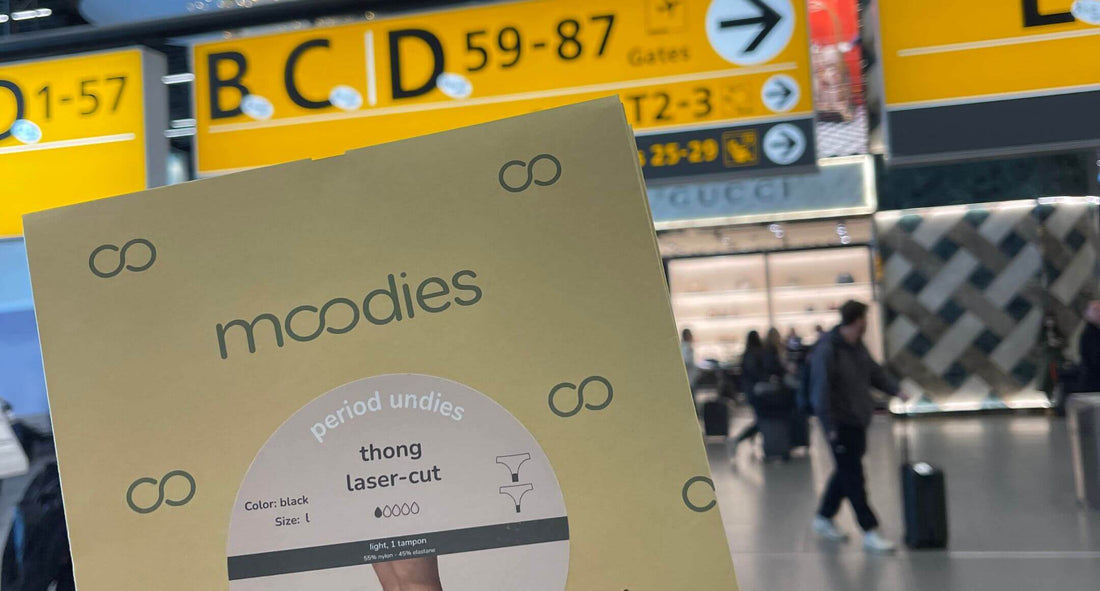 1-57
B C D 59-87
Gates
T2-3
25-29
GUCCI
moodies
period undies
thong
laser-cut
Color: black
Size: l
light, 1 tampon
55% nylon - 45% elastane